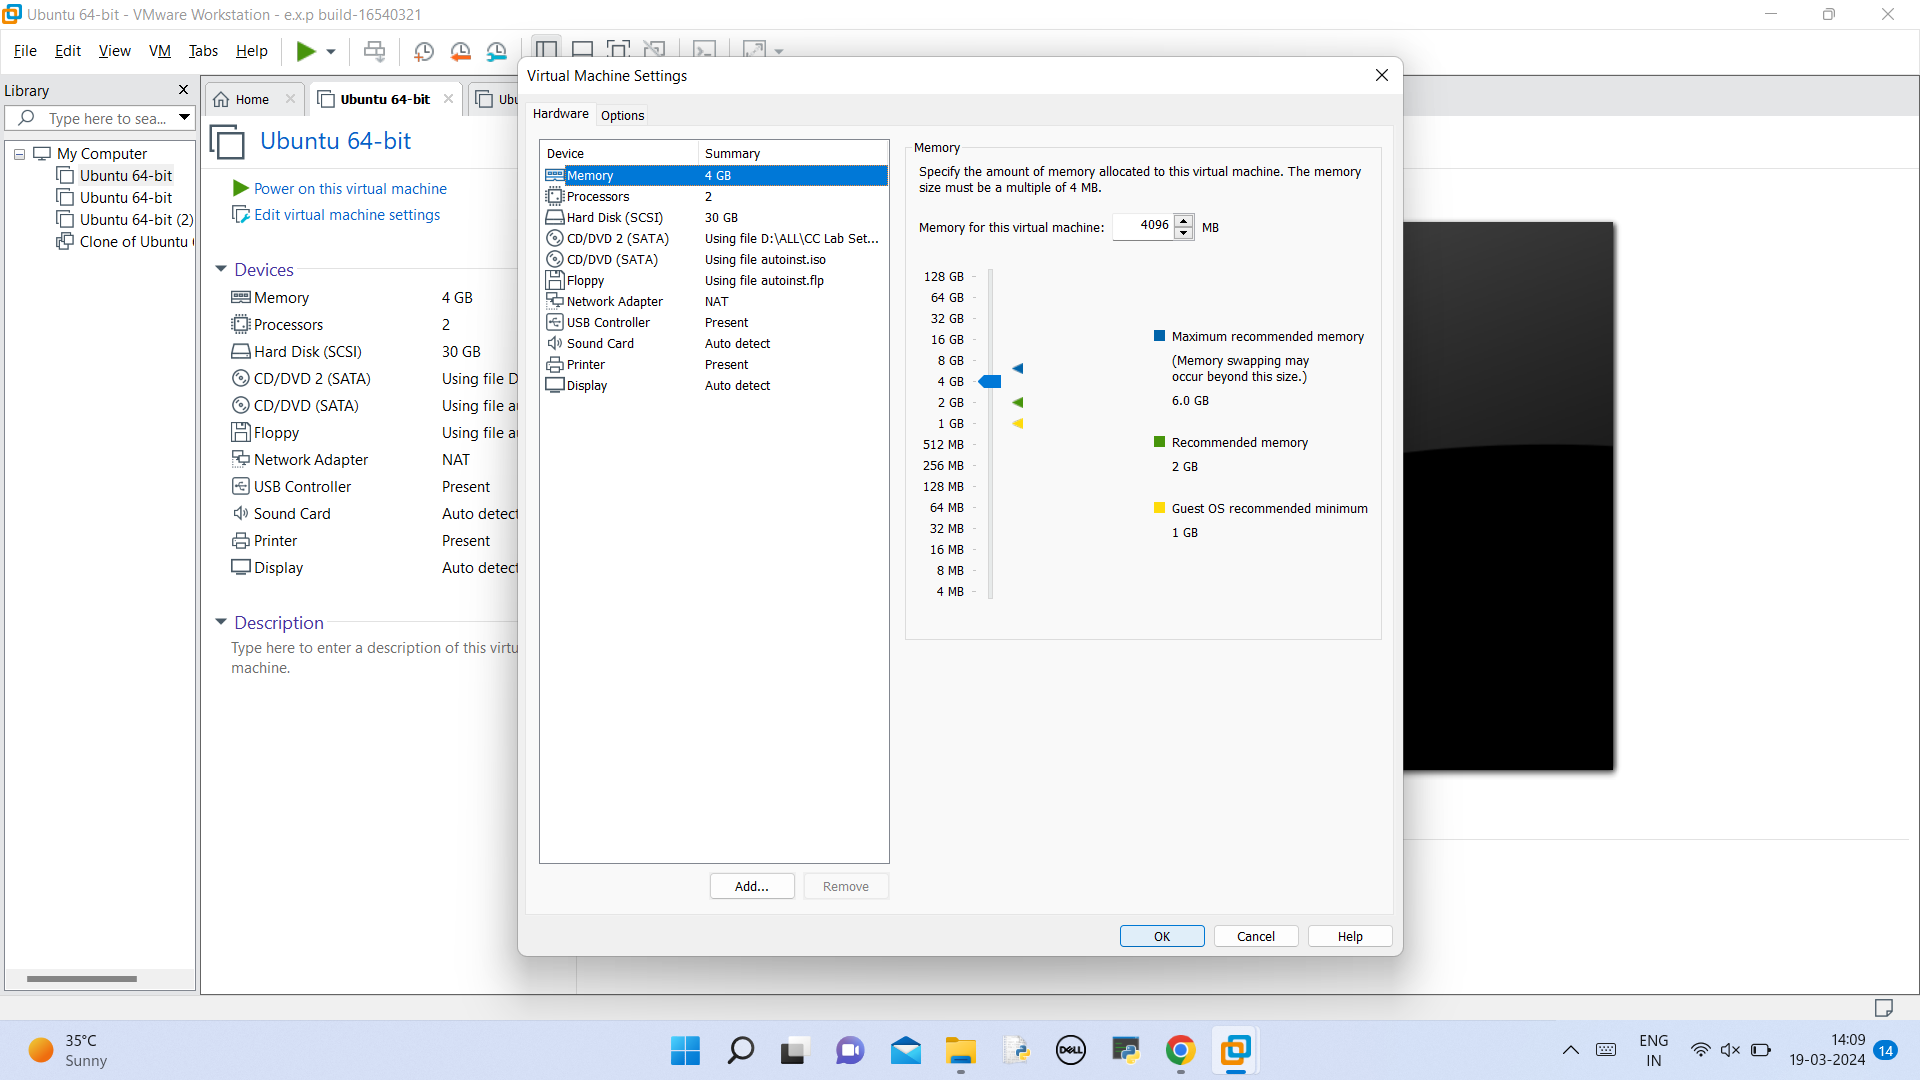 Ubuntu 64-bit - VMware Workstation - e.x.p build-16540321
File Edit View VM Tabs Help
Library
Type here to sea...
My Computer
Ubuntu 64-bit
Ubuntu 64-bit
Ubuntu 64-bit (2)
Clone of Ubuntu
Home
Ubuntu 64-bit
Ubu
Ubuntu 64-bit
Power on this virtual machine
Edit virtual machine settings
Devices
Memory 4 GB
Processors 2
Hard Disk (SCSI) 30 GB
CD/DVD 2 (SATA) Using file D
CD/DVD (SATA) Using file a
Floppy Using file a
Network Adapter NAT
USB Controller Present
Sound Card Auto detect
Printer Present
Display Auto detect
Description
Type here to enter a description of this virtu
machine.
Virtual Machine Settings
Hardware Options
Device Summary
Memory 4 GB
Processors 2
Hard Disk (SCSI) 30 GB
CD/DVD 2 (SATA) Using file D:\ALL\CC Lab Set...
CD/DVD (SATA) Using file autoinst.iso
Floppy Using file autoinst.flp
Network Adapter NAT
USB Controller Present
Sound Card Auto detect
Printer Present
Display Auto detect
Add... Remove
Memory
Specify the amount of memory allocated to this virtual machine. The memory
size must be a multiple of 4 MB.
Memory for this virtual machine: 4096 MB
128 GB
64 GB
32 GB
16 GB
8 GB
4 GB
2 GB
1 GB
512 MB
256 MB
128 MB
64 MB
32 MB
16 MB
8 MB
4 MB
Maximum recommended memory
(Memory swapping may
occur beyond this size.)
6.0 GB
Recommended memory
2 GB
Guest OS recommended minimum
1 GB
OK Cancel Help
35°C
Sunny
DELL
ENG
IN
14:09
19-03-2024
14